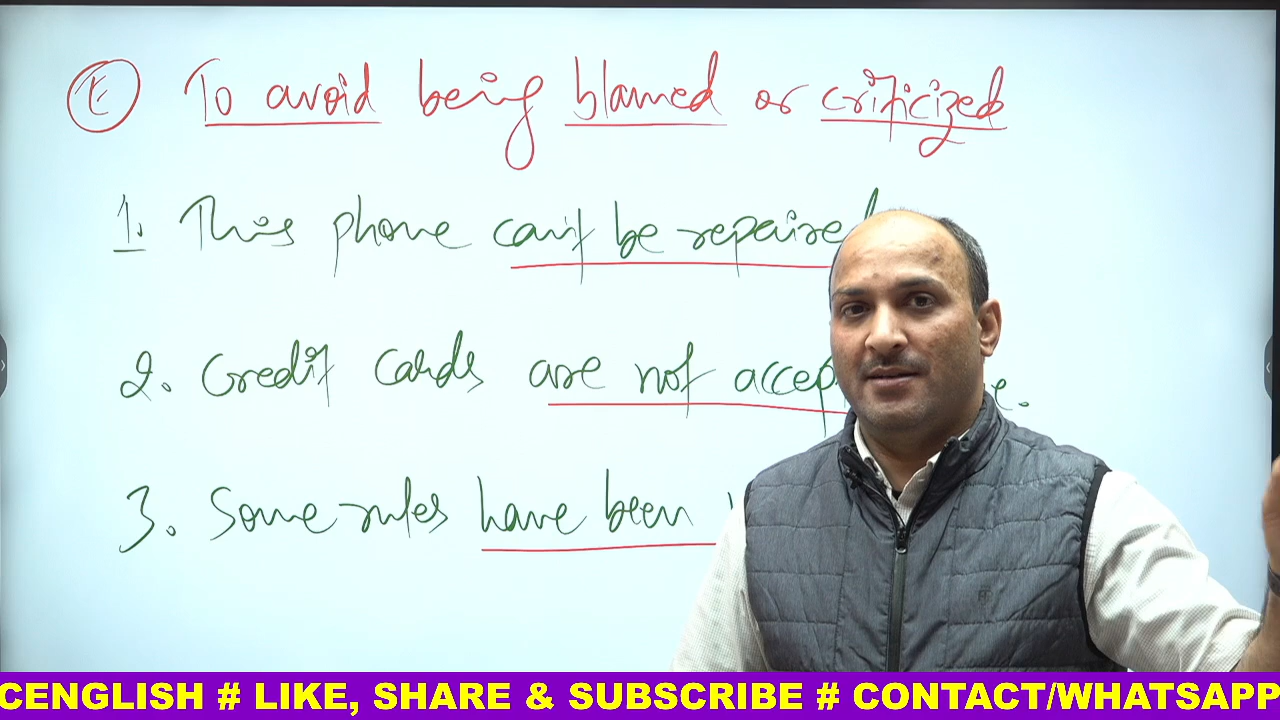 E To avoid being blamed or criticized
1. This phone can't be repaire
2. Credit cards are not accep
3. Some rules have been
CENGLISH # LIKE, SHARE & SUBSCRIBE # CONTACT/WHATSAPP